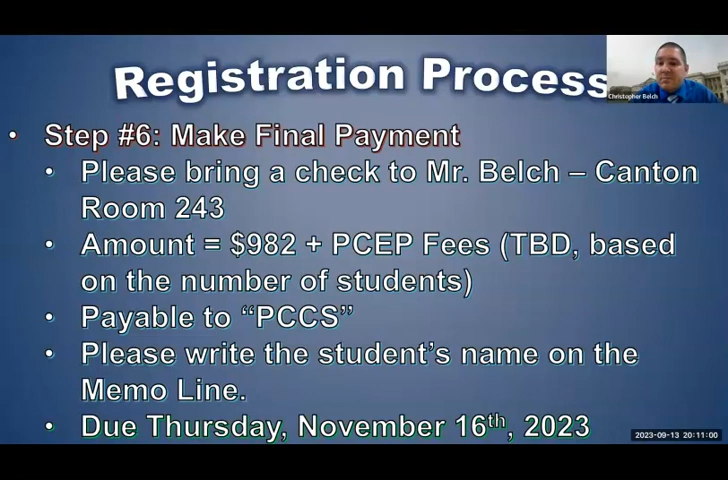 Registration Process
Christopher Belch
• Step #6: Make Final Payment
• Please bring a check to Mr. Belch – Canton
Room 243
• Amount = $982 + PCEP Fees (TBD, based
on the number of students)
• Payable to “PCCS”
• Please write the student’s name on the
Memo Line.
• Due Thursday, November 16th, 2023
2023-09-13 20:11:00